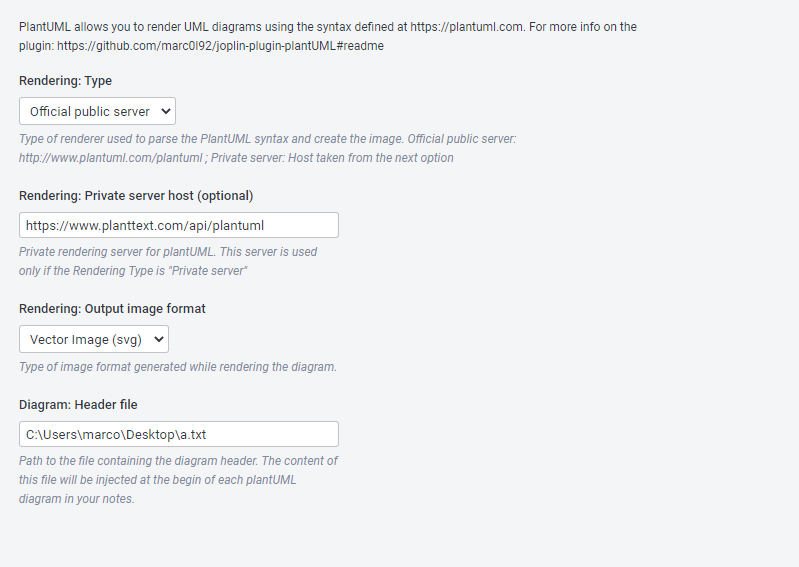 PlantUML allows you to render UML diagrams using the syntax defined at https://plantuml.com. For more info on the
plugin: https://github.com/marc0l92/joplin-plugin-plantUML#readme
Rendering: Type
Official public server
Type of renderer used to parse the PlantUML syntax and create the image. Official public server:
http://www.plantuml.com/plantuml ; Private server: Host taken from the next option
Rendering: Private server host (optional)
https://www.planttext.com/api/plantuml
Private rendering server for plantUML. This server is used
only if the Rendering Type is "Private server"
Rendering: Output image format
Vector Image (svg)
Type of image format generated while rendering the diagram.
Diagram: Header file
C:\Users\marco\Desktop\a.txt
Path to the file containing the diagram header. The content of
this file will be injected at the begin of each plantUML
diagram in your notes.